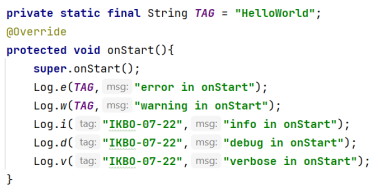 private static final String TAG = "HelloWorld";
@Override
protected void onStart(){
super.onStart();
Log.e(TAG, msg: "error in onStart");
Log.w(TAG, msg: "warning in onStart");
Log.i( tag: "IKBO-07-22", msg: "info in onStart");
Log.d( tag: "IKBO-07-22", msg: "debug in onStart");
Log.v( tag: "IKBO-07-22", msg: "verbose in onStart");
}